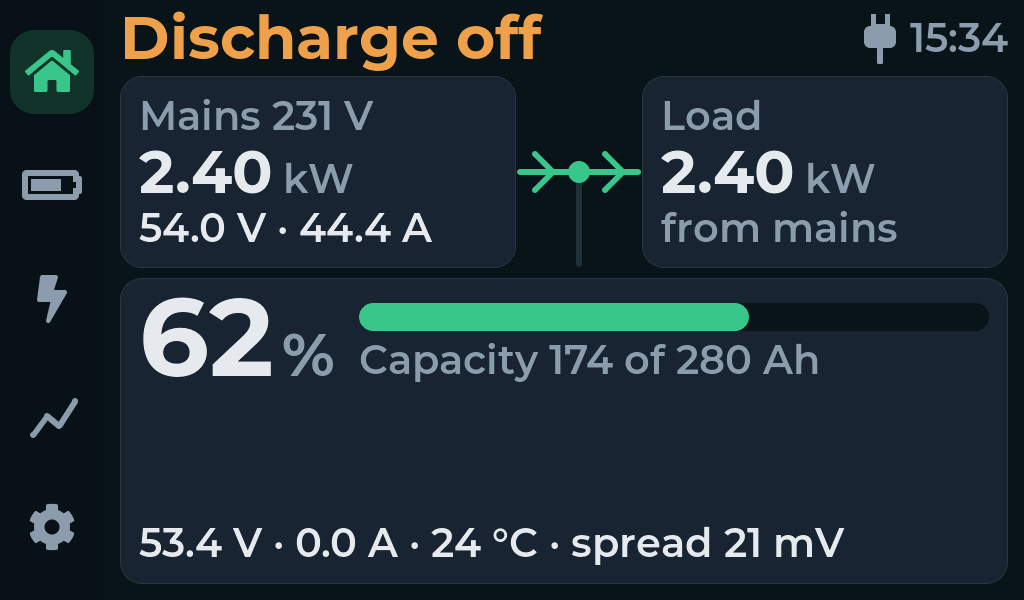 Discharge off
15:34
Mains 231 V
2.40 kW
54.0 V · 44.4 A
Load
2.40 kW
from mains
62 %
Capacity 174 of 280 Ah
53.4 V · 0.0 A · 24 °C · spread 21 mV